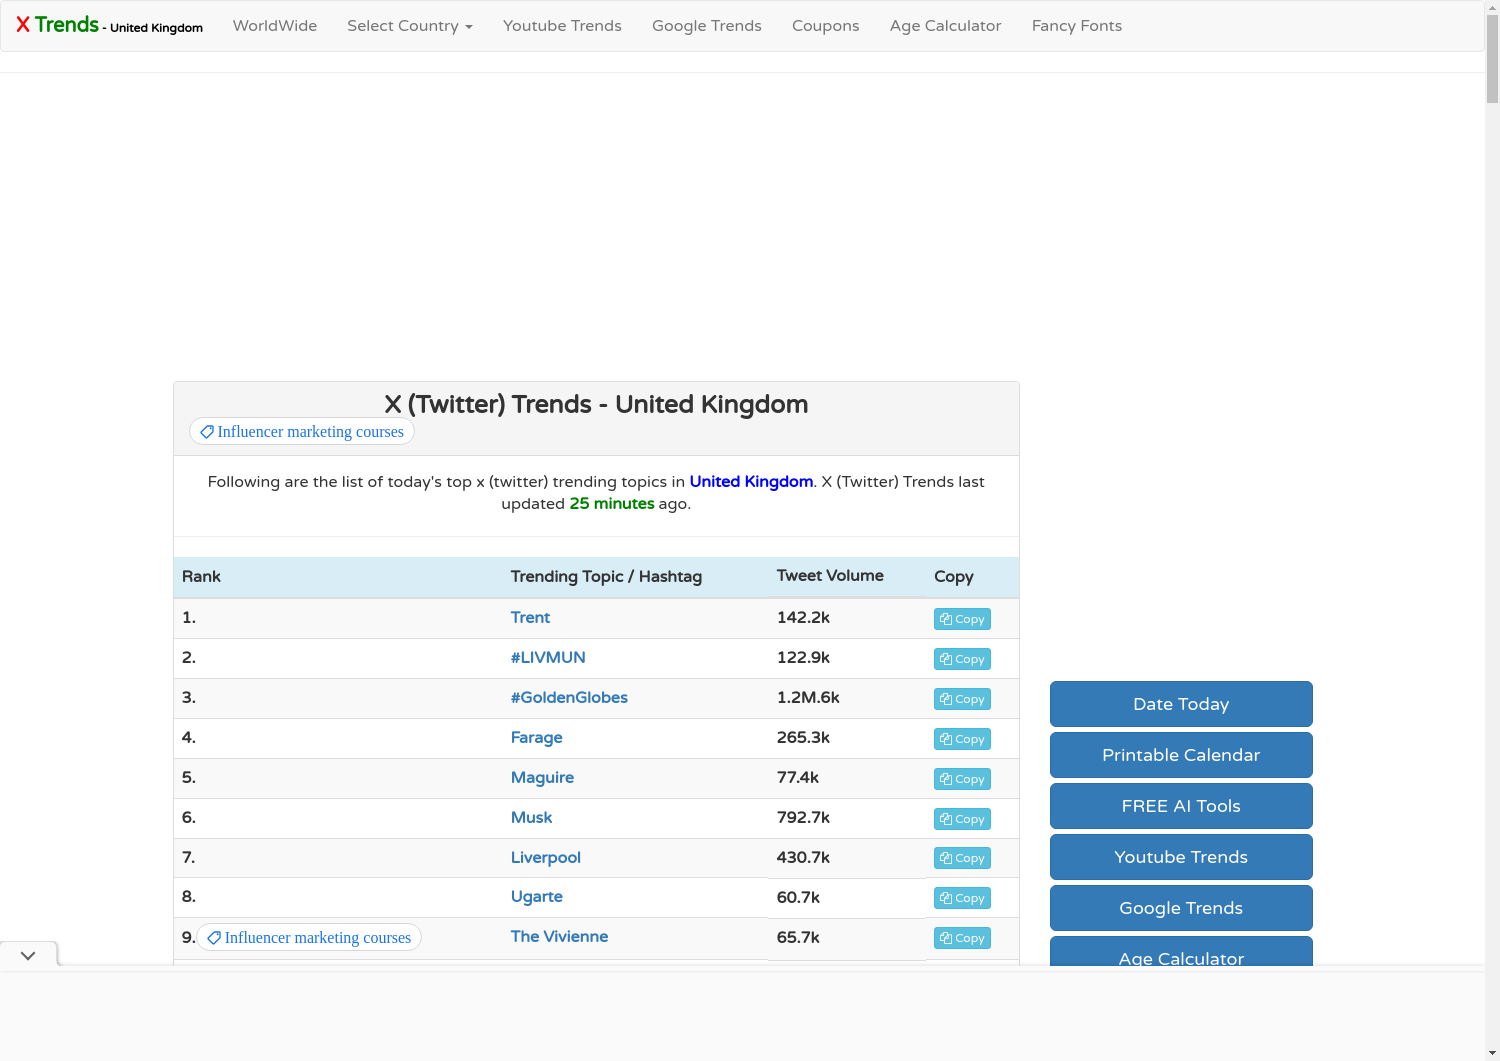 X Trends - United Kingdom WorldWide Select Country Youtube Trends Google Trends Coupons Age Calculator Fancy Fonts
X (Twitter) Trends - United Kingdom
Influencer marketing courses
Following are the list of today's top x (twitter) trending topics in United Kingdom. X (Twitter) Trends last
updated 25 minutes ago.
Rank Trending Topic / Hashtag Tweet Volume Copy
1. Trent 142.2k Copy
2. #LIVMUN 122.9k Copy
3. #GoldenGlobes 1.2M.6k Copy
4. Farage 265.3k Copy
5. Maguire 77.4k Copy
6. Musk 792.7k Copy
7. Liverpool 430.7k Copy
8. Ugarte 60.7k Copy
9. Influencer marketing courses The Vivienne 65.7k Copy
Date Today
Printable Calendar
FREE AI Tools
Youtube Trends
Google Trends
Age Calculator